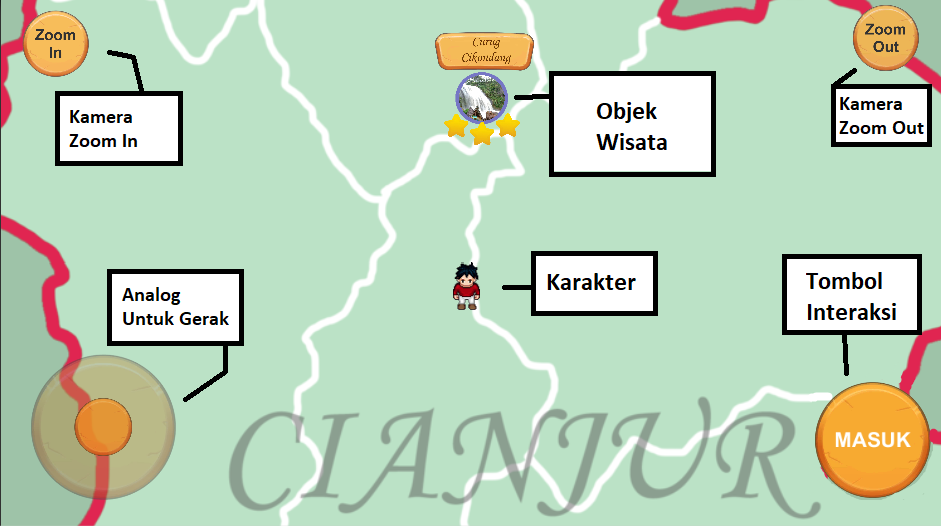 Zoom
In
Curug
Cikondang
Zoom
Out
Kamera
Zoom In
Objek
Wisata
Kamera
Zoom Out
Analog
Untuk Gerak
Karakter
Tombol
Interaksi
CIANJUR
MASUK